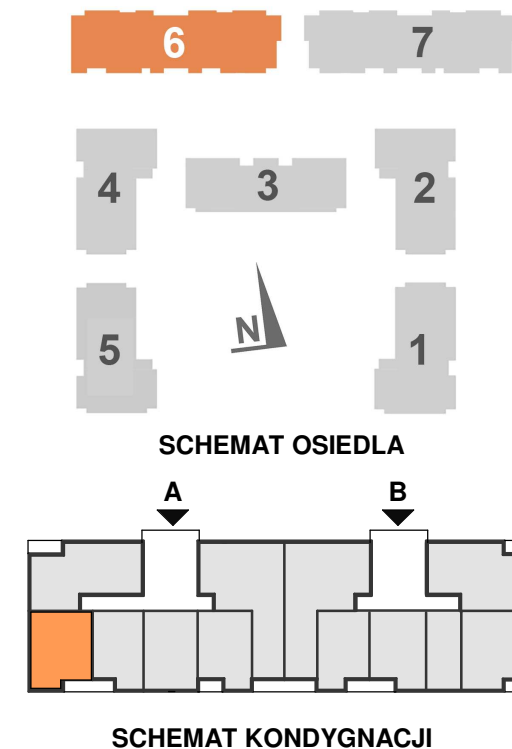 6 7
4 3 2
N
5 1
SCHEMAT OSIEDLA
A B
SCHEMAT KONDYGNACJI